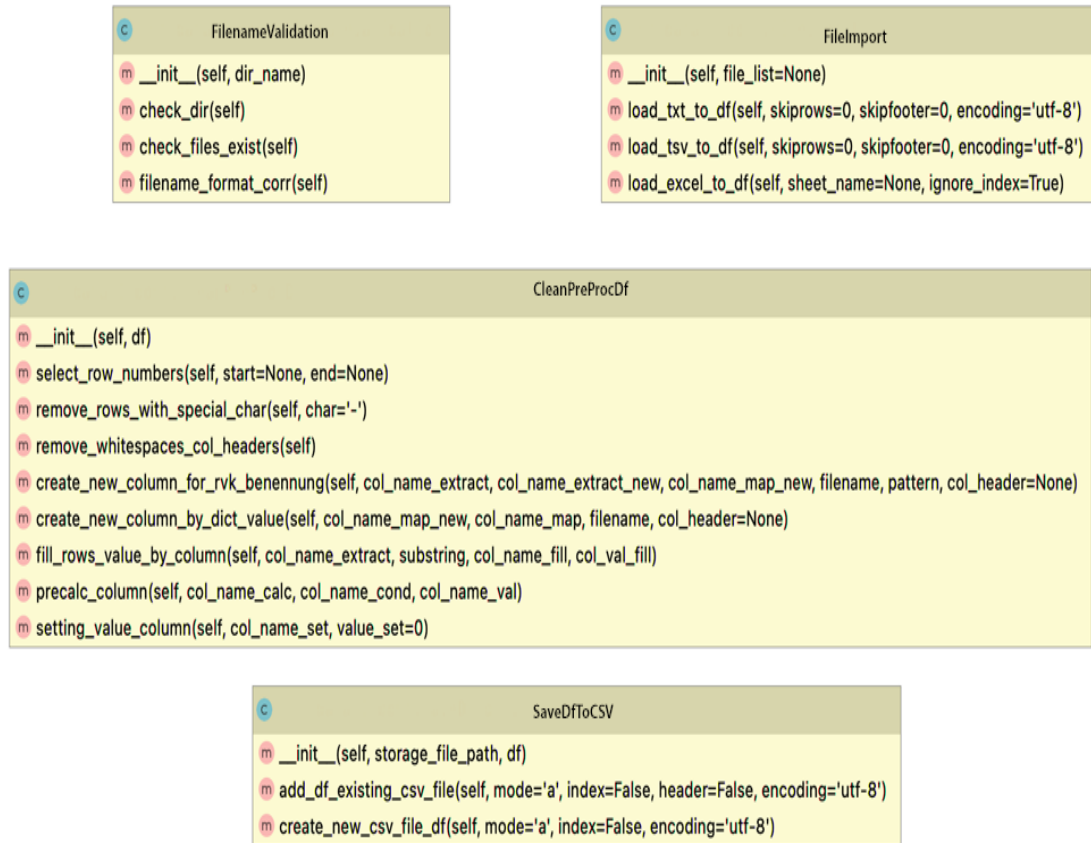 C FilenameValidation
m __init__(self, dir_name)
m check_dir(self)
m check_files_exist(self)
m filename_format_corr(self)
C FileImport
m __init__(self, file_list=None)
m load_txt_to_df(self, skiprows=0, skipfooter=0, encoding='utf-8')
m load_tsv_to_df(self, skiprows=0, skipfooter=0, encoding='utf-8')
m load_excel_to_df(self, sheet_name=None, ignore_index=True)
C CleanPreProcDf
m __init__(self, df)
m select_row_numbers(self, start=None, end=None)
m remove_rows_with_special_char(self, char='-')
m remove_whitespaces_col_headers(self)
m create_new_column_for_rvk_benennung(self, col_name_extract, col_name_extract_new, col_name_map_new, filename, pattern, col_header=None)
m create_new_column_by_dict_value(self, col_name_map_new, col_name_map, filename, col_header=None)
m fill_rows_value_by_column(self, col_name_extract, substring, col_name_fill, col_val_fill)
m precalc_column(self, col_name_calc, col_name_cond, col_name_val)
m setting_value_column(self, col_name_set, value_set=0)
C SaveDfToCSV
m __init__(self, storage_file_path, df)
m add_df_existing_csv_file(self, mode='a', index=False, header=False, encoding='utf-8')
m create_new_csv_file_df(self, mode='a', index=False, encoding='utf-8')